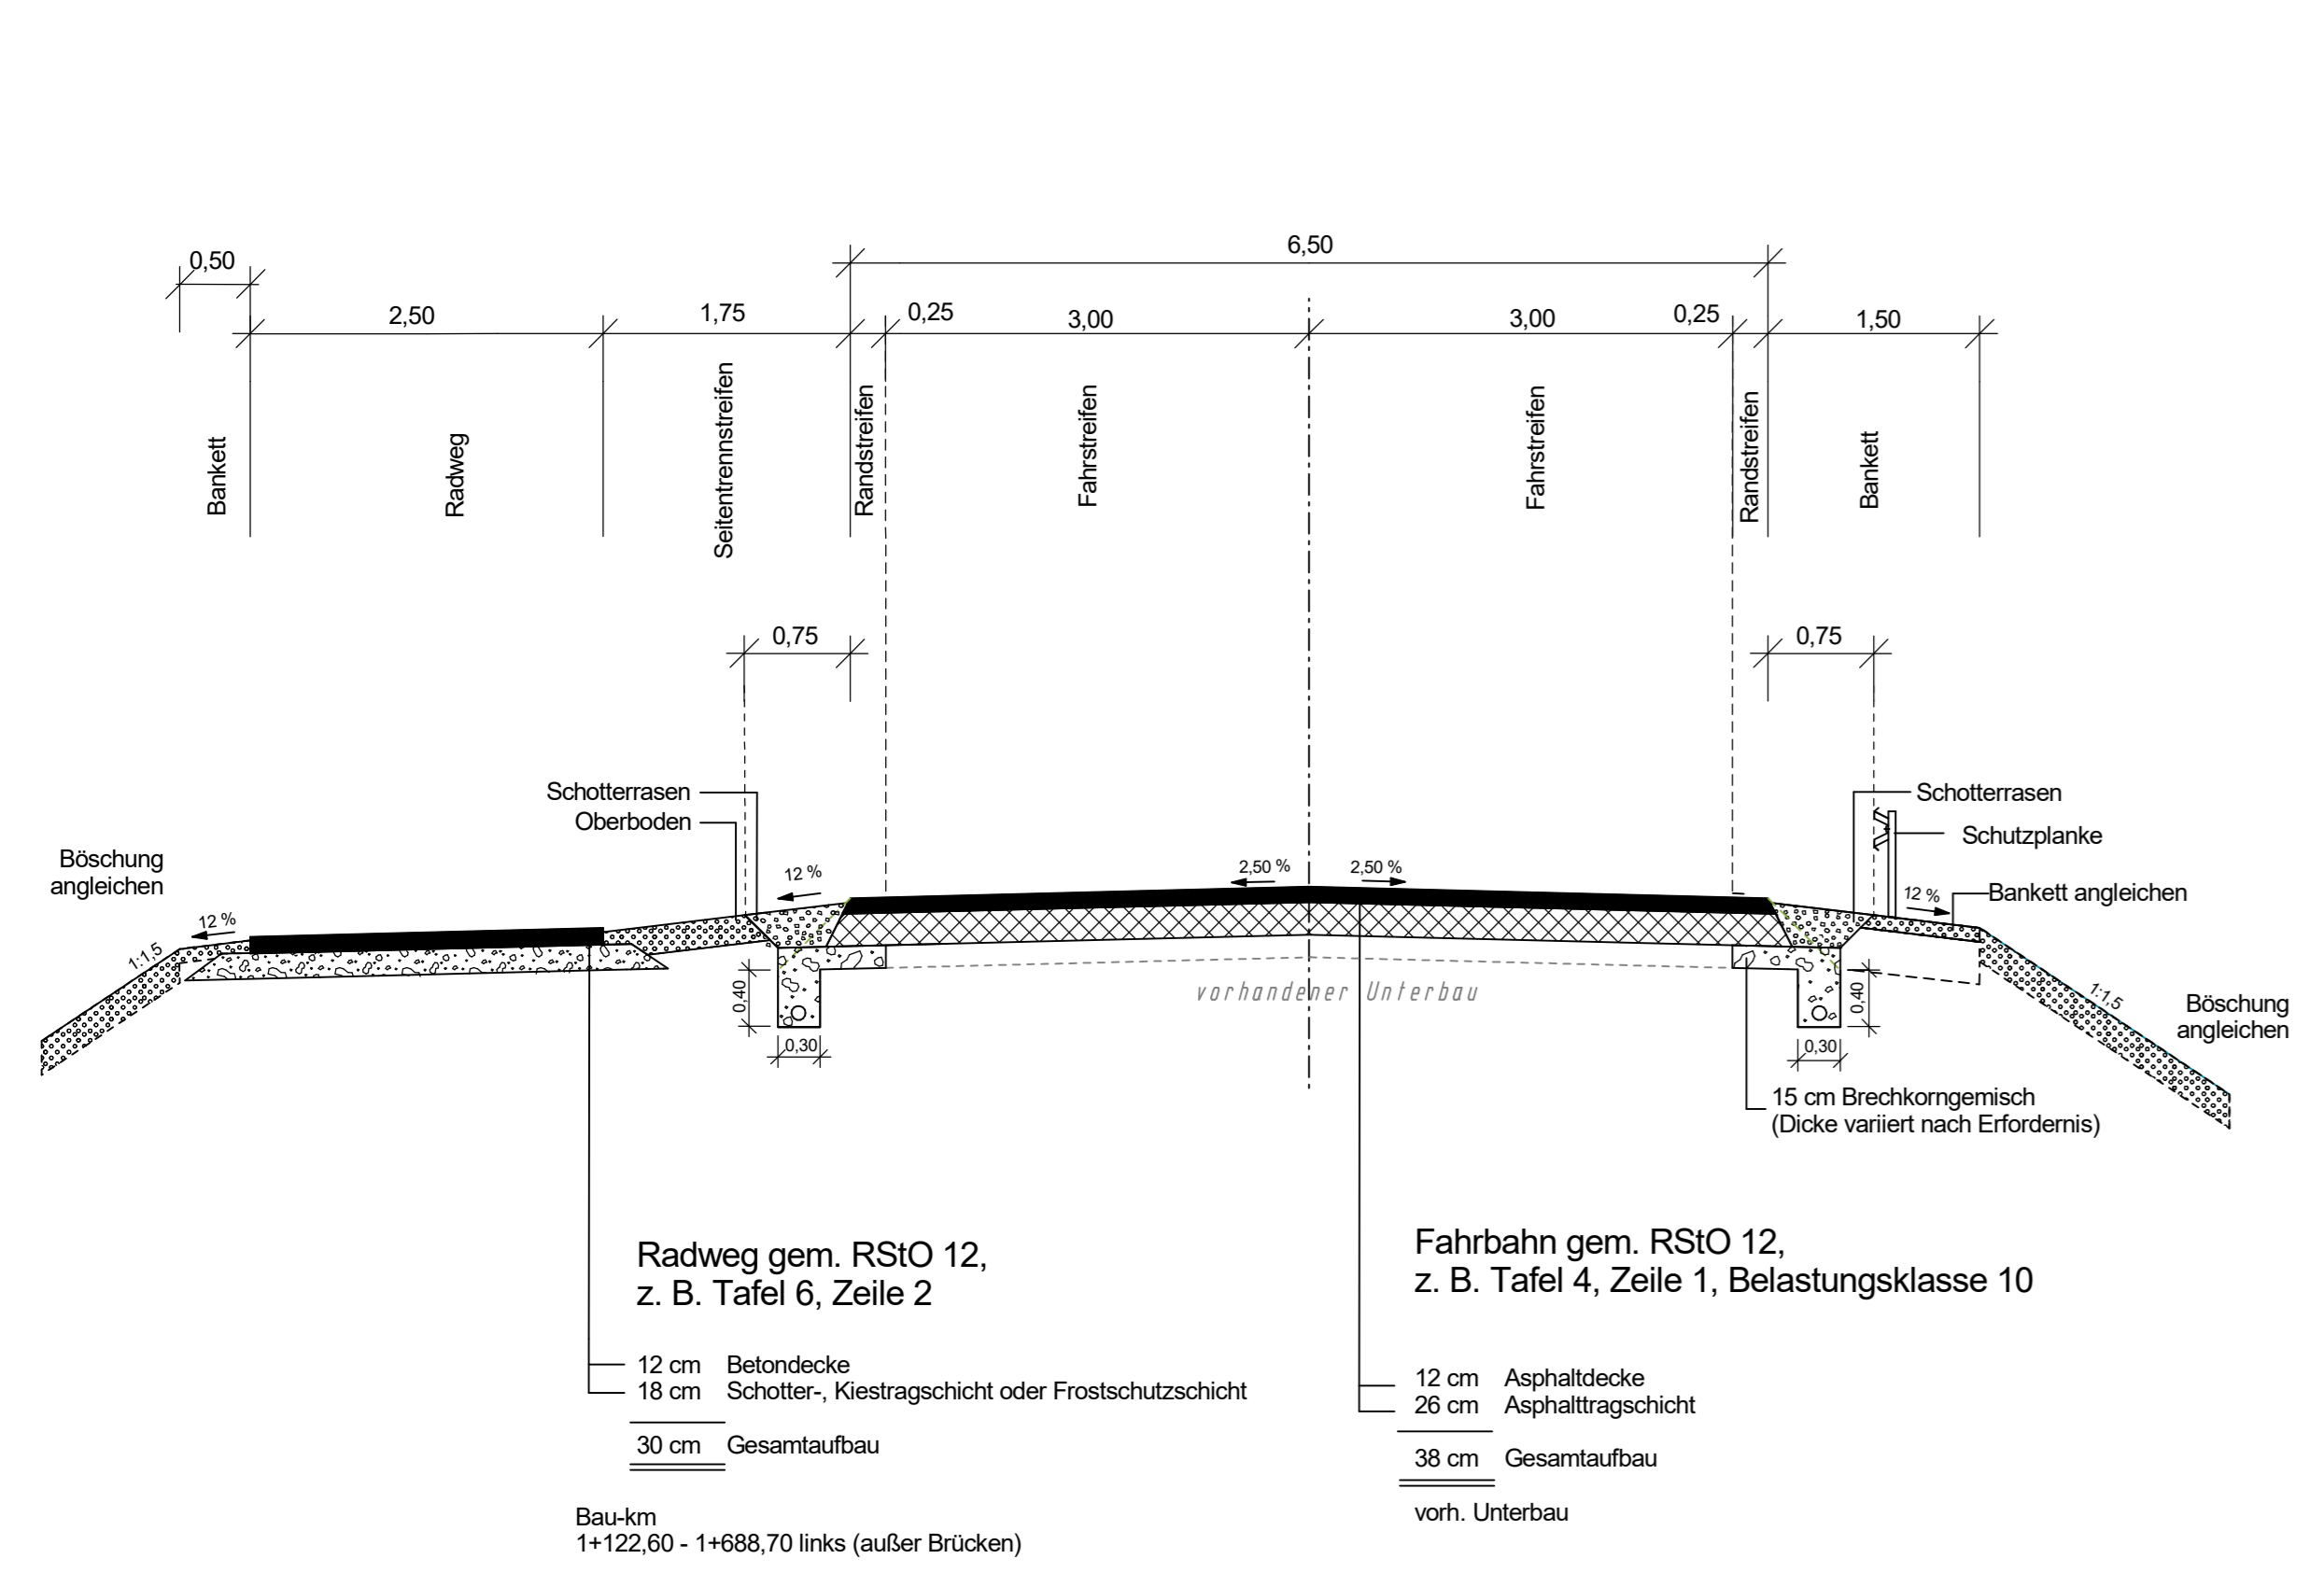 6,50
0,50
2,50
1,75
0,25
3,00
3,00
0,25
1,50
Bankett
Radweg
Seitentrennstreifen
Randstreifen
Fahrstreifen
Fahrstreifen
Randstreifen
Bankett
0,75
0,75
Schotterrasen
Oberboden
Schotterrasen
Schutzplanke
Böschung
angleichen
12 %
2,50 %
2,50 %
12 %
Bankett angleichen
12 %
1:1,5
vorhandener Unterbau
1:1,5
Böschung
angleichen
0,40
0,40
0,30
0,30
15 cm Brechkorngemisch
(Dicke variiert nach Erfordernis)
Radweg gem. RStO 12,
z. B. Tafel 6, Zeile 2
12 cm Betondecke
18 cm Schotter-, Kiestragschicht oder Frostschutzschicht
30 cm Gesamtaufbau
Bau-km
1+122,60 - 1+688,70 links (außer Brücken)
Fahrbahn gem. RStO 12,
z. B. Tafel 4, Zeile 1, Belastungsklasse 10
12 cm Asphaltdecke
26 cm Asphalttragschicht
38 cm Gesamtaufbau
vorh. Unterbau